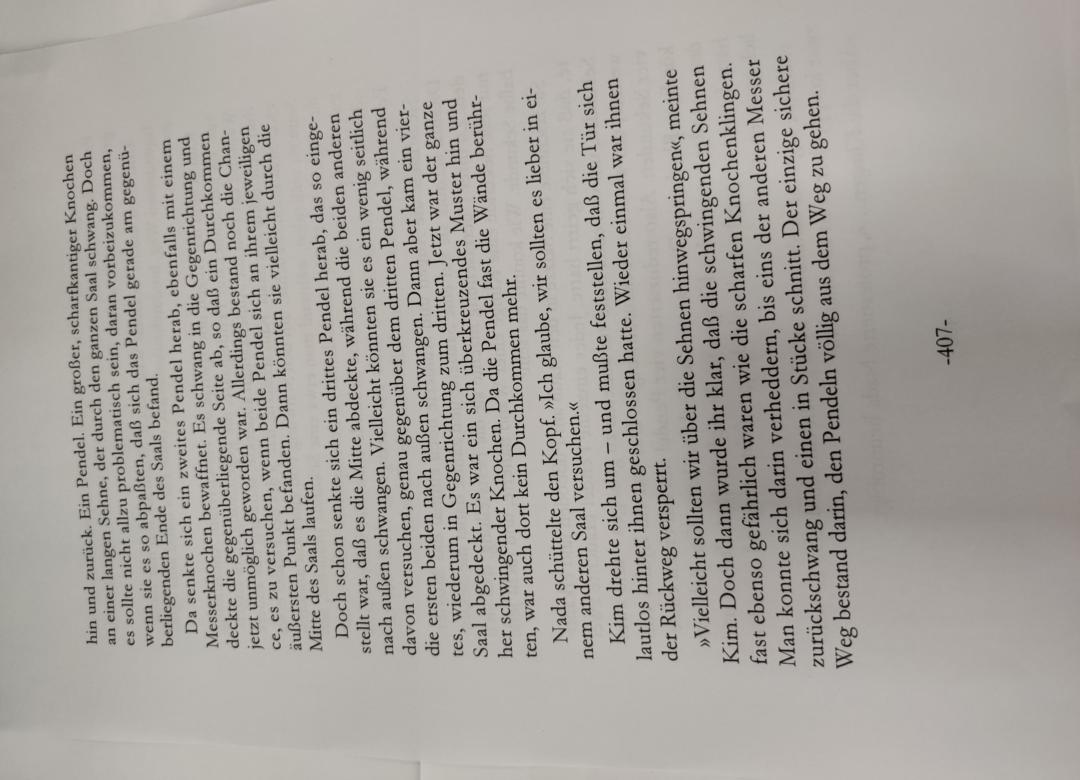 hin und zurück. Ein Pendel. Ein großer, scharfkantiger Knochen
an einer langen Sehne, der durch den ganzen Saal schwang. Doch
es sollte nicht allzu problematisch sein, daran vorbeizukommen,
wenn sie es so abpaßten, daß sich das Pendel gerade am gegenü-
berliegenden Ende des Saals befand.
Da senkte sich ein zweites Pendel herab, ebenfalls mit einem
Messerknochen bewaffnet. Es schwang in die Gegenrichtung und
deckte die gegenüberliegende Seite ab, so daß ein Durchkommen
jetzt unmöglich geworden war. Allerdings bestand noch die Chan-
ce, es zu versuchen, wenn beide Pendel sich an ihrem jeweiligen
äußersten Punkt befanden. Dann könnten sie vielleicht durch die
Mitte des Saals laufen.
Doch schon senkte sich ein drittes Pendel herab, das so einge-
stellt war, daß es die Mitte abdeckte, während die beiden anderen
nach außen schwangen. Vielleicht könnten sie es ein wenig seitlich
davon versuchen, genau gegenüber dem dritten Pendel, während
die ersten beiden nach außen schwangen. Dann aber kam ein vier-
tes, wiederum in Gegenrichtung zum dritten. Jetzt war der ganze
Saal abgedeckt. Es war ein sich überkreuzendes Muster hin und
her schwingender Knochen. Da die Pendel fast die Wände berühr-
ten, war auch dort kein Durchkommen mehr.
Nada schüttelte den Kopf. »Ich glaube, wir sollten es lieber in ei-
nem anderen Saal versuchen.«
Kim drehte sich um – und mußte feststellen, daß die Tür sich
lautlos hinter ihnen geschlossen hatte. Wieder einmal war ihnen
der Rückweg versperrt.
»Vielleicht sollten wir über die Sehnen hinwegspringen«, meinte
Kim. Doch dann wurde ihr klar, daß die schwingenden Sehnen
fast ebenso gefährlich waren wie die scharfen Knochenklingen.
Man konnte sich darin verheddern, bis eins der anderen Messer
zurückschwang und einen in Stücke schnitt. Der einzige sichere
Weg bestand darin, den Pendeln völlig aus dem Weg zu gehen.
-407-